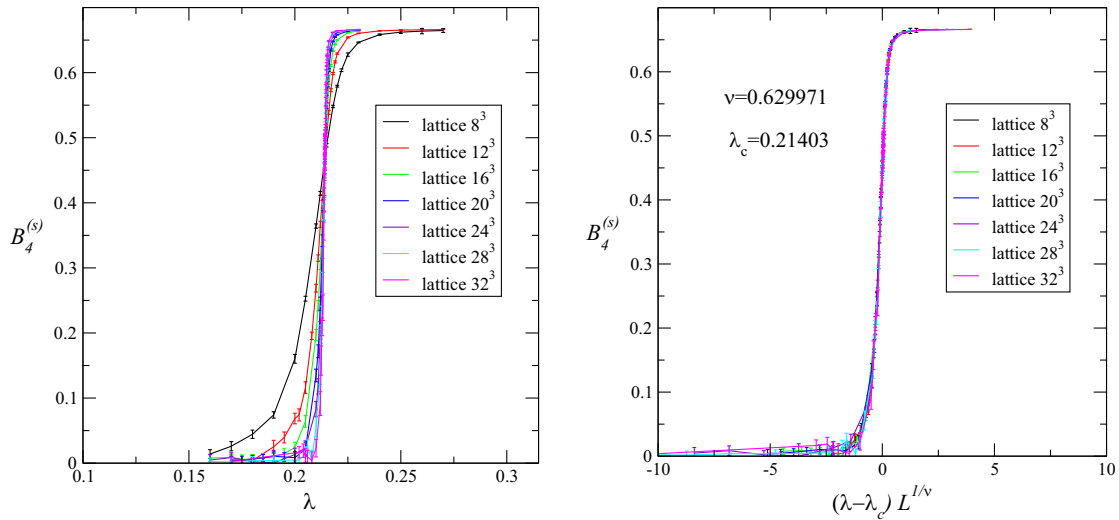 0.6
0.5
0.4
0.3
0.2
0.1
0
B₄⁽ˢ⁾
lattice 8³
lattice 12³
lattice 16³
lattice 20³
lattice 24³
lattice 28³
lattice 32³
0.1 0.15 0.2 0.25 0.3
λ
0.6
0.5
0.4
0.3
0.2
0.1
0
B₄⁽ˢ⁾
ν=0.629971
λ_c=0.21403
lattice 8³
lattice 12³
lattice 16³
lattice 20³
lattice 24³
lattice 28³
lattice 32³
-10 -5 0 5 10
(λ−λ_c) L^{1/ν}